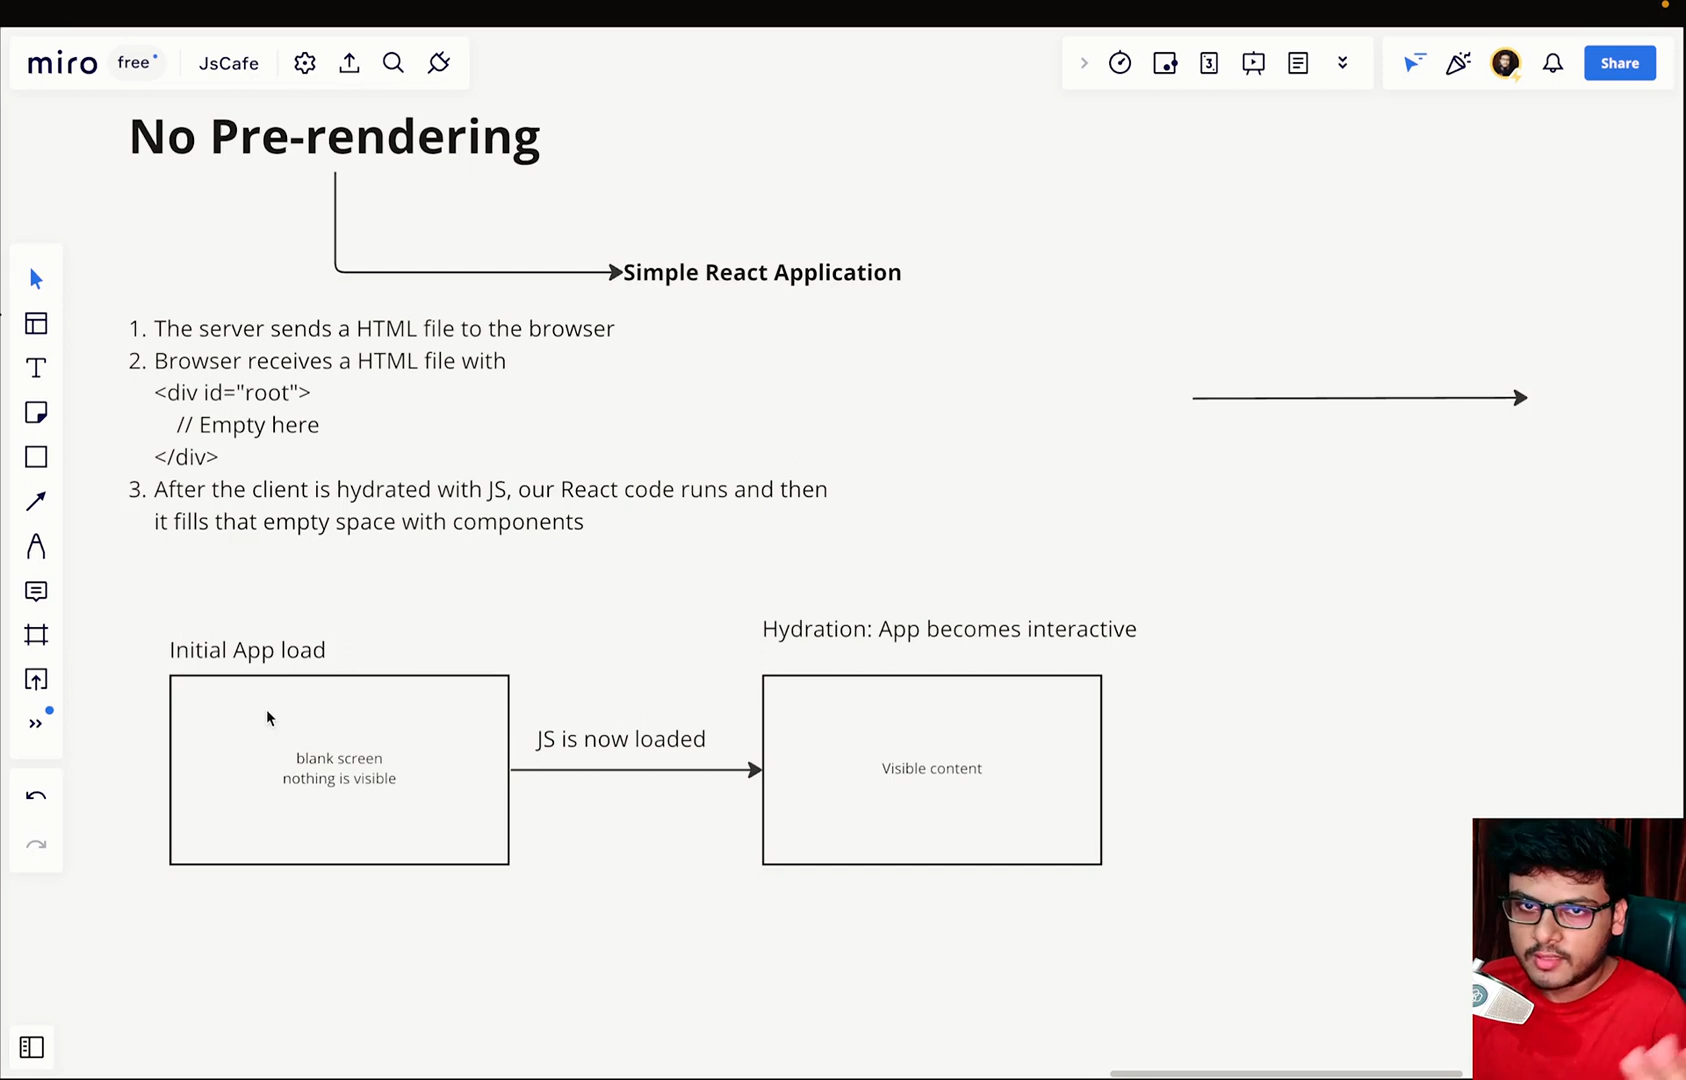 miro free JsCafe 3 Share
No Pre-rendering
Simple React Application
1. The server sends a HTML file to the browser
2. Browser receives a HTML file with
<div id="root">
// Empty here
</div>
3. After the client is hydrated with JS, our React code runs and then
it fills that empty space with components
Initial App load
Hydration: App becomes interactive
blank screen
nothing is visible
JS is now loaded
Visible content